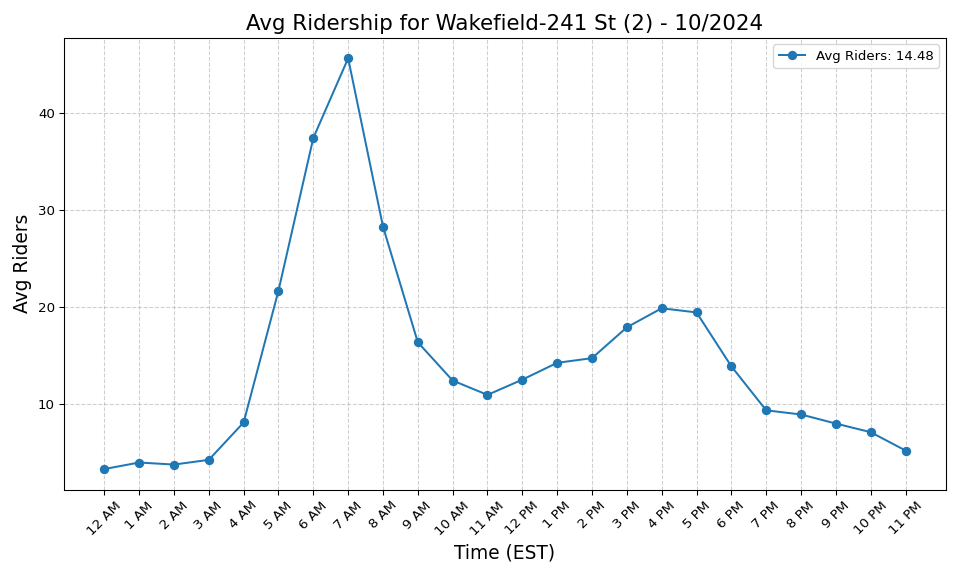 Avg Ridership for Wakefield-241 St (2) - 10/2024
Avg Riders: 14.48
Avg Riders
40
30
20
10
12 AM
1 AM
2 AM
3 AM
4 AM
5 AM
6 AM
7 AM
8 AM
9 AM
10 AM
11 AM
12 PM
1 PM
2 PM
3 PM
4 PM
5 PM
6 PM
7 PM
8 PM
9 PM
10 PM
11 PM
Time (EST)